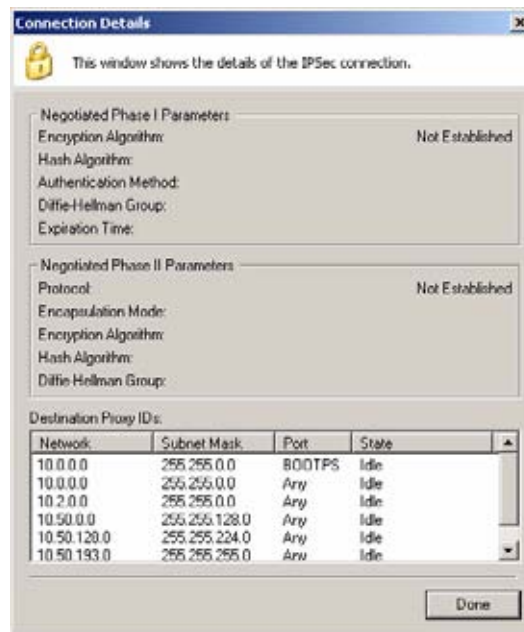 Connection Details
This window shows the details of the IPSec connection.
Negotiated Phase I Parameters
Encryption Algorithm: Not Established
Hash Algorithm:
Authentication Method:
Diffie-Hellman Group:
Expiration Time:
Negotiated Phase II Parameters
Protocol: Not Established
Encapsulation Mode:
Encryption Algorithm:
Hash Algorithm:
Diffie-Hellman Group:
Destination Proxy IDs:
Network Subnet Mask Port State
10.0.0.0 255.255.0.0 BOOTPS Idle
10.0.0.0 255.255.0.0 Any Idle
10.2.0.0 255.255.0.0 Any Idle
10.50.0.0 255.255.128.0 Any Idle
10.50.128.0 255.255.224.0 Any Idle
10.50.193.0 255.255.255.0 Any Idle
Done